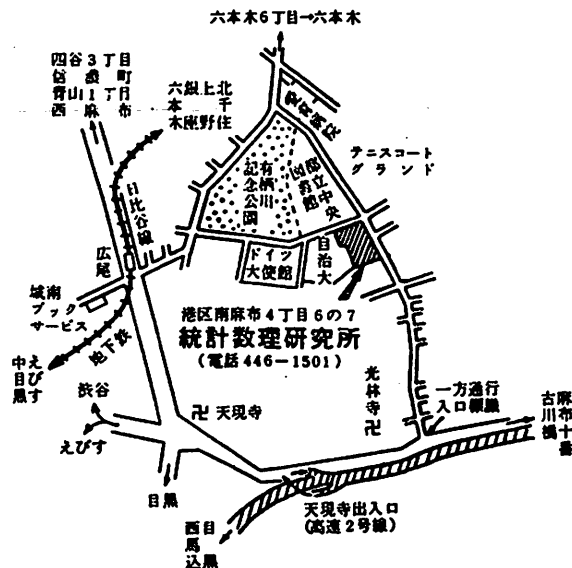 六本木6丁目→六本木
四谷3丁目
信濃町
青山1丁目
西麻布
六本木
銀座
上野
北千住
テニスコート
グランド
有栖川
記念公園
都立中央
図書館
日比谷線
広尾
ドイツ
大使館
自治大
城南
ブック
サービス
港区南麻布4丁目6の7
統計数理研究所
(電話446-1501)
地下鉄
えびす
中目黒
渋谷
えびす
卍 天現寺
光林寺
卍
一方通行
入口標識
麻布十番
古川橋
目黒
天現寺出入口
(高速2号線)
目黒
西馬込